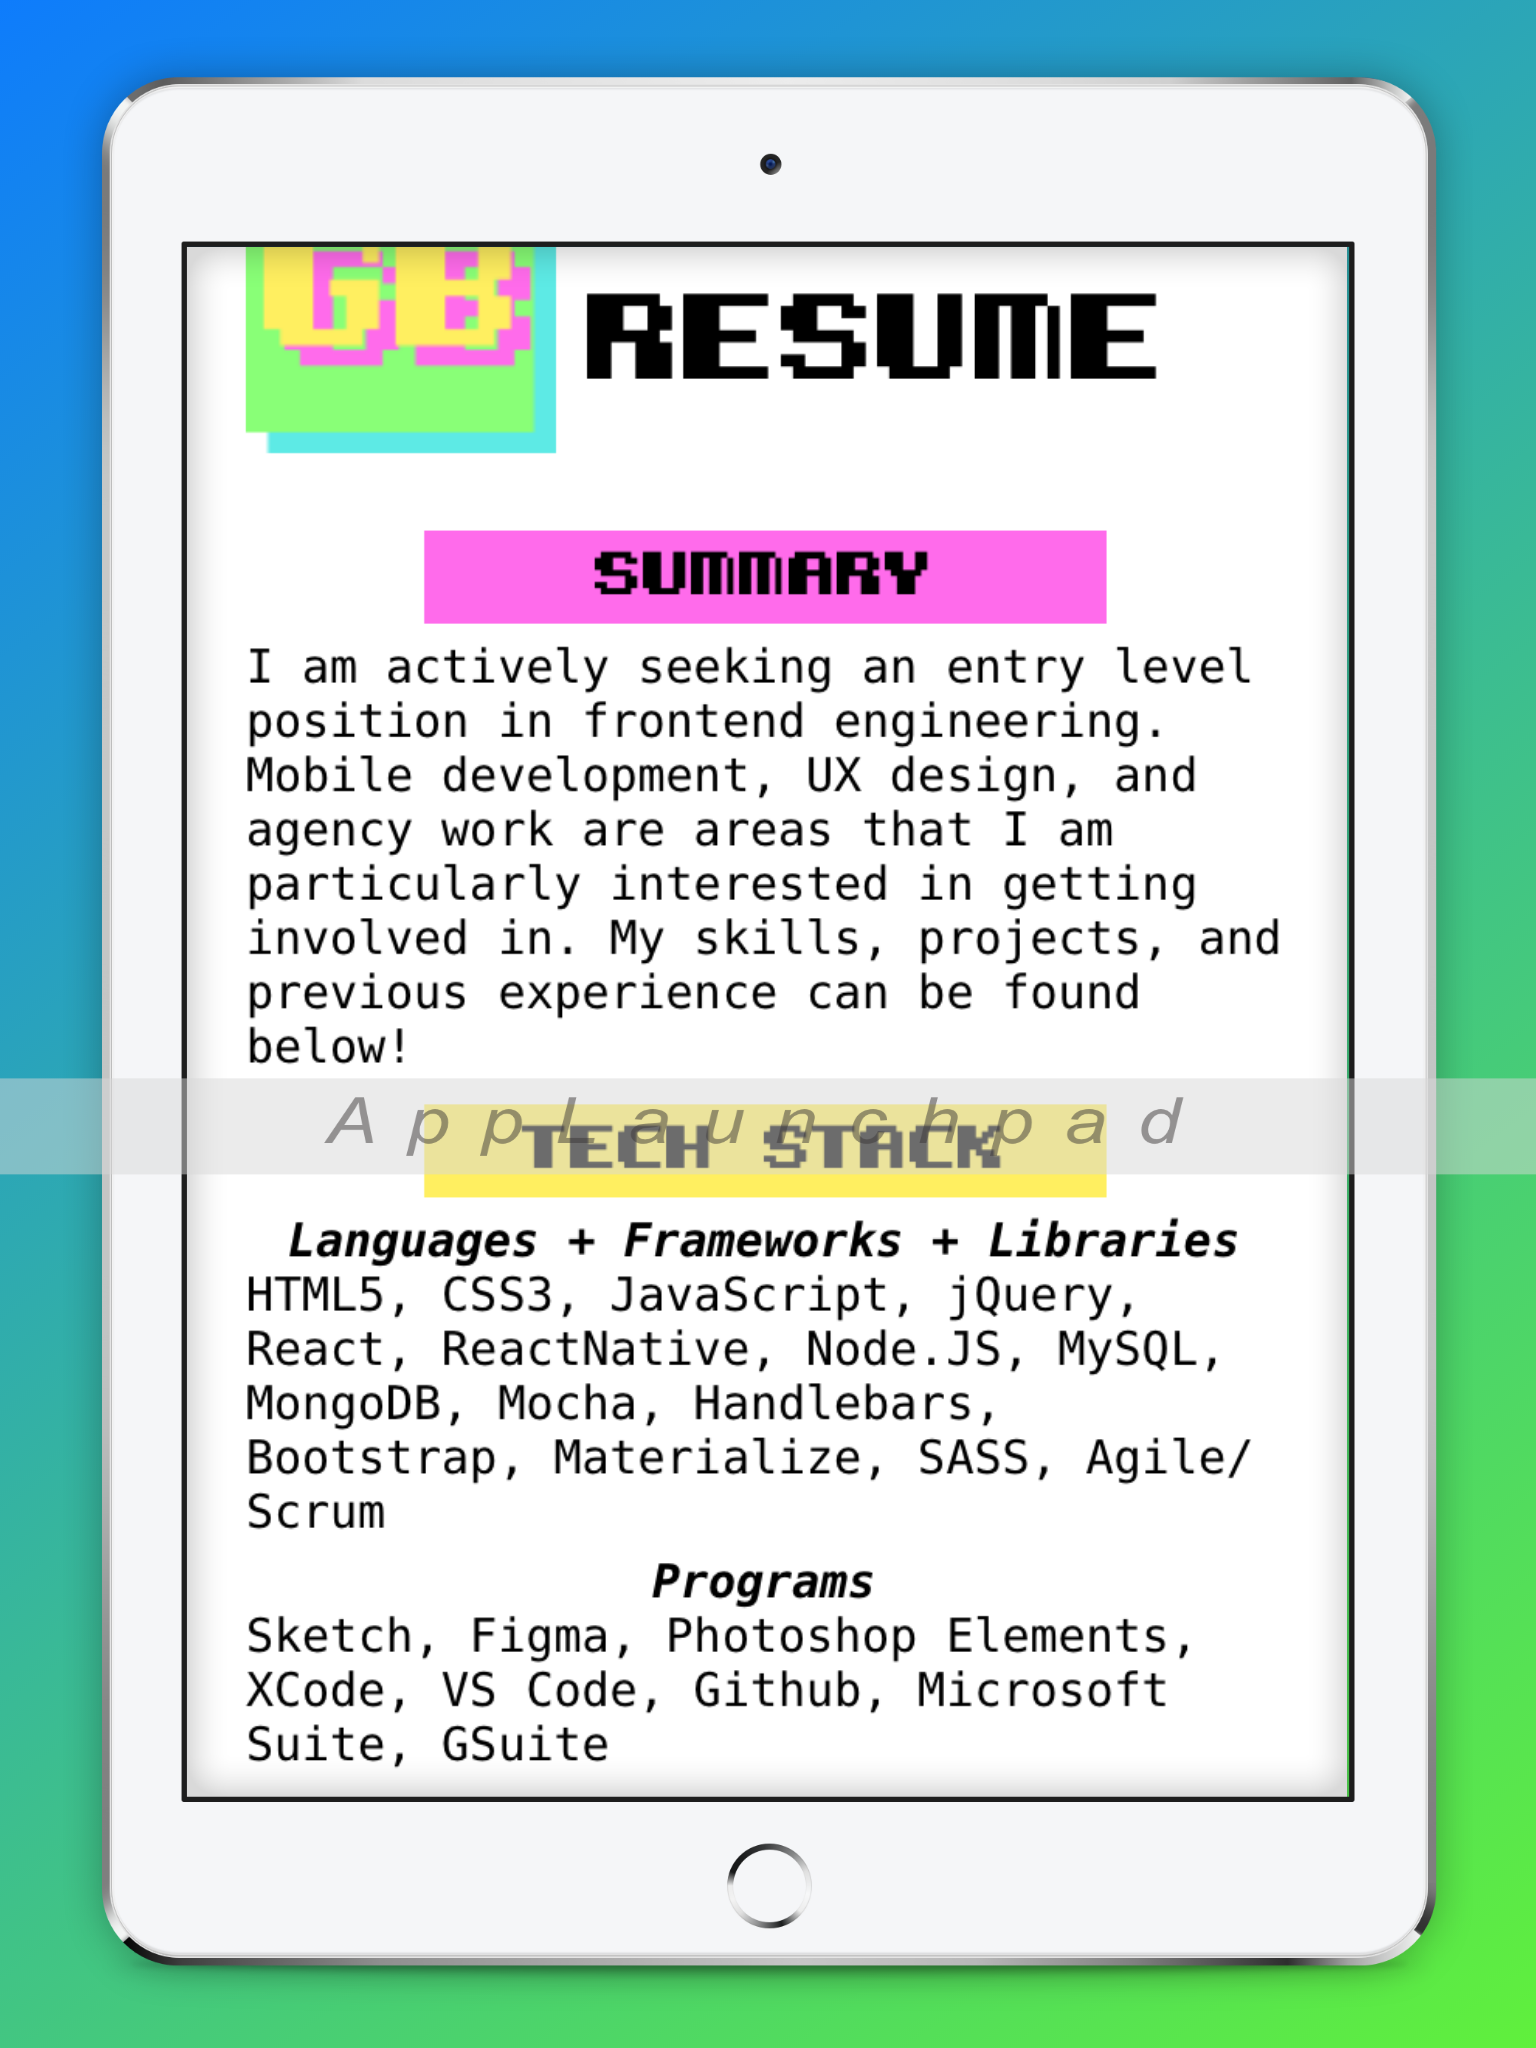 GB
RESUME
SUMMARY
I am actively seeking an entry level
position in frontend engineering.
Mobile development, UX design, and
agency work are areas that I am
particularly interested in getting
involved in. My skills, projects, and
previous experience can be found
below!
AppLaunchpad
TECH STACK
Languages + Frameworks + Libraries
HTML5, CSS3, JavaScript, jQuery,
React, ReactNative, Node.JS, MySQL,
MongoDB, Mocha, Handlebars,
Bootstrap, Materialize, SASS, Agile/
Scrum
Programs
Sketch, Figma, Photoshop Elements,
XCode, VS Code, Github, Microsoft
Suite, GSuite